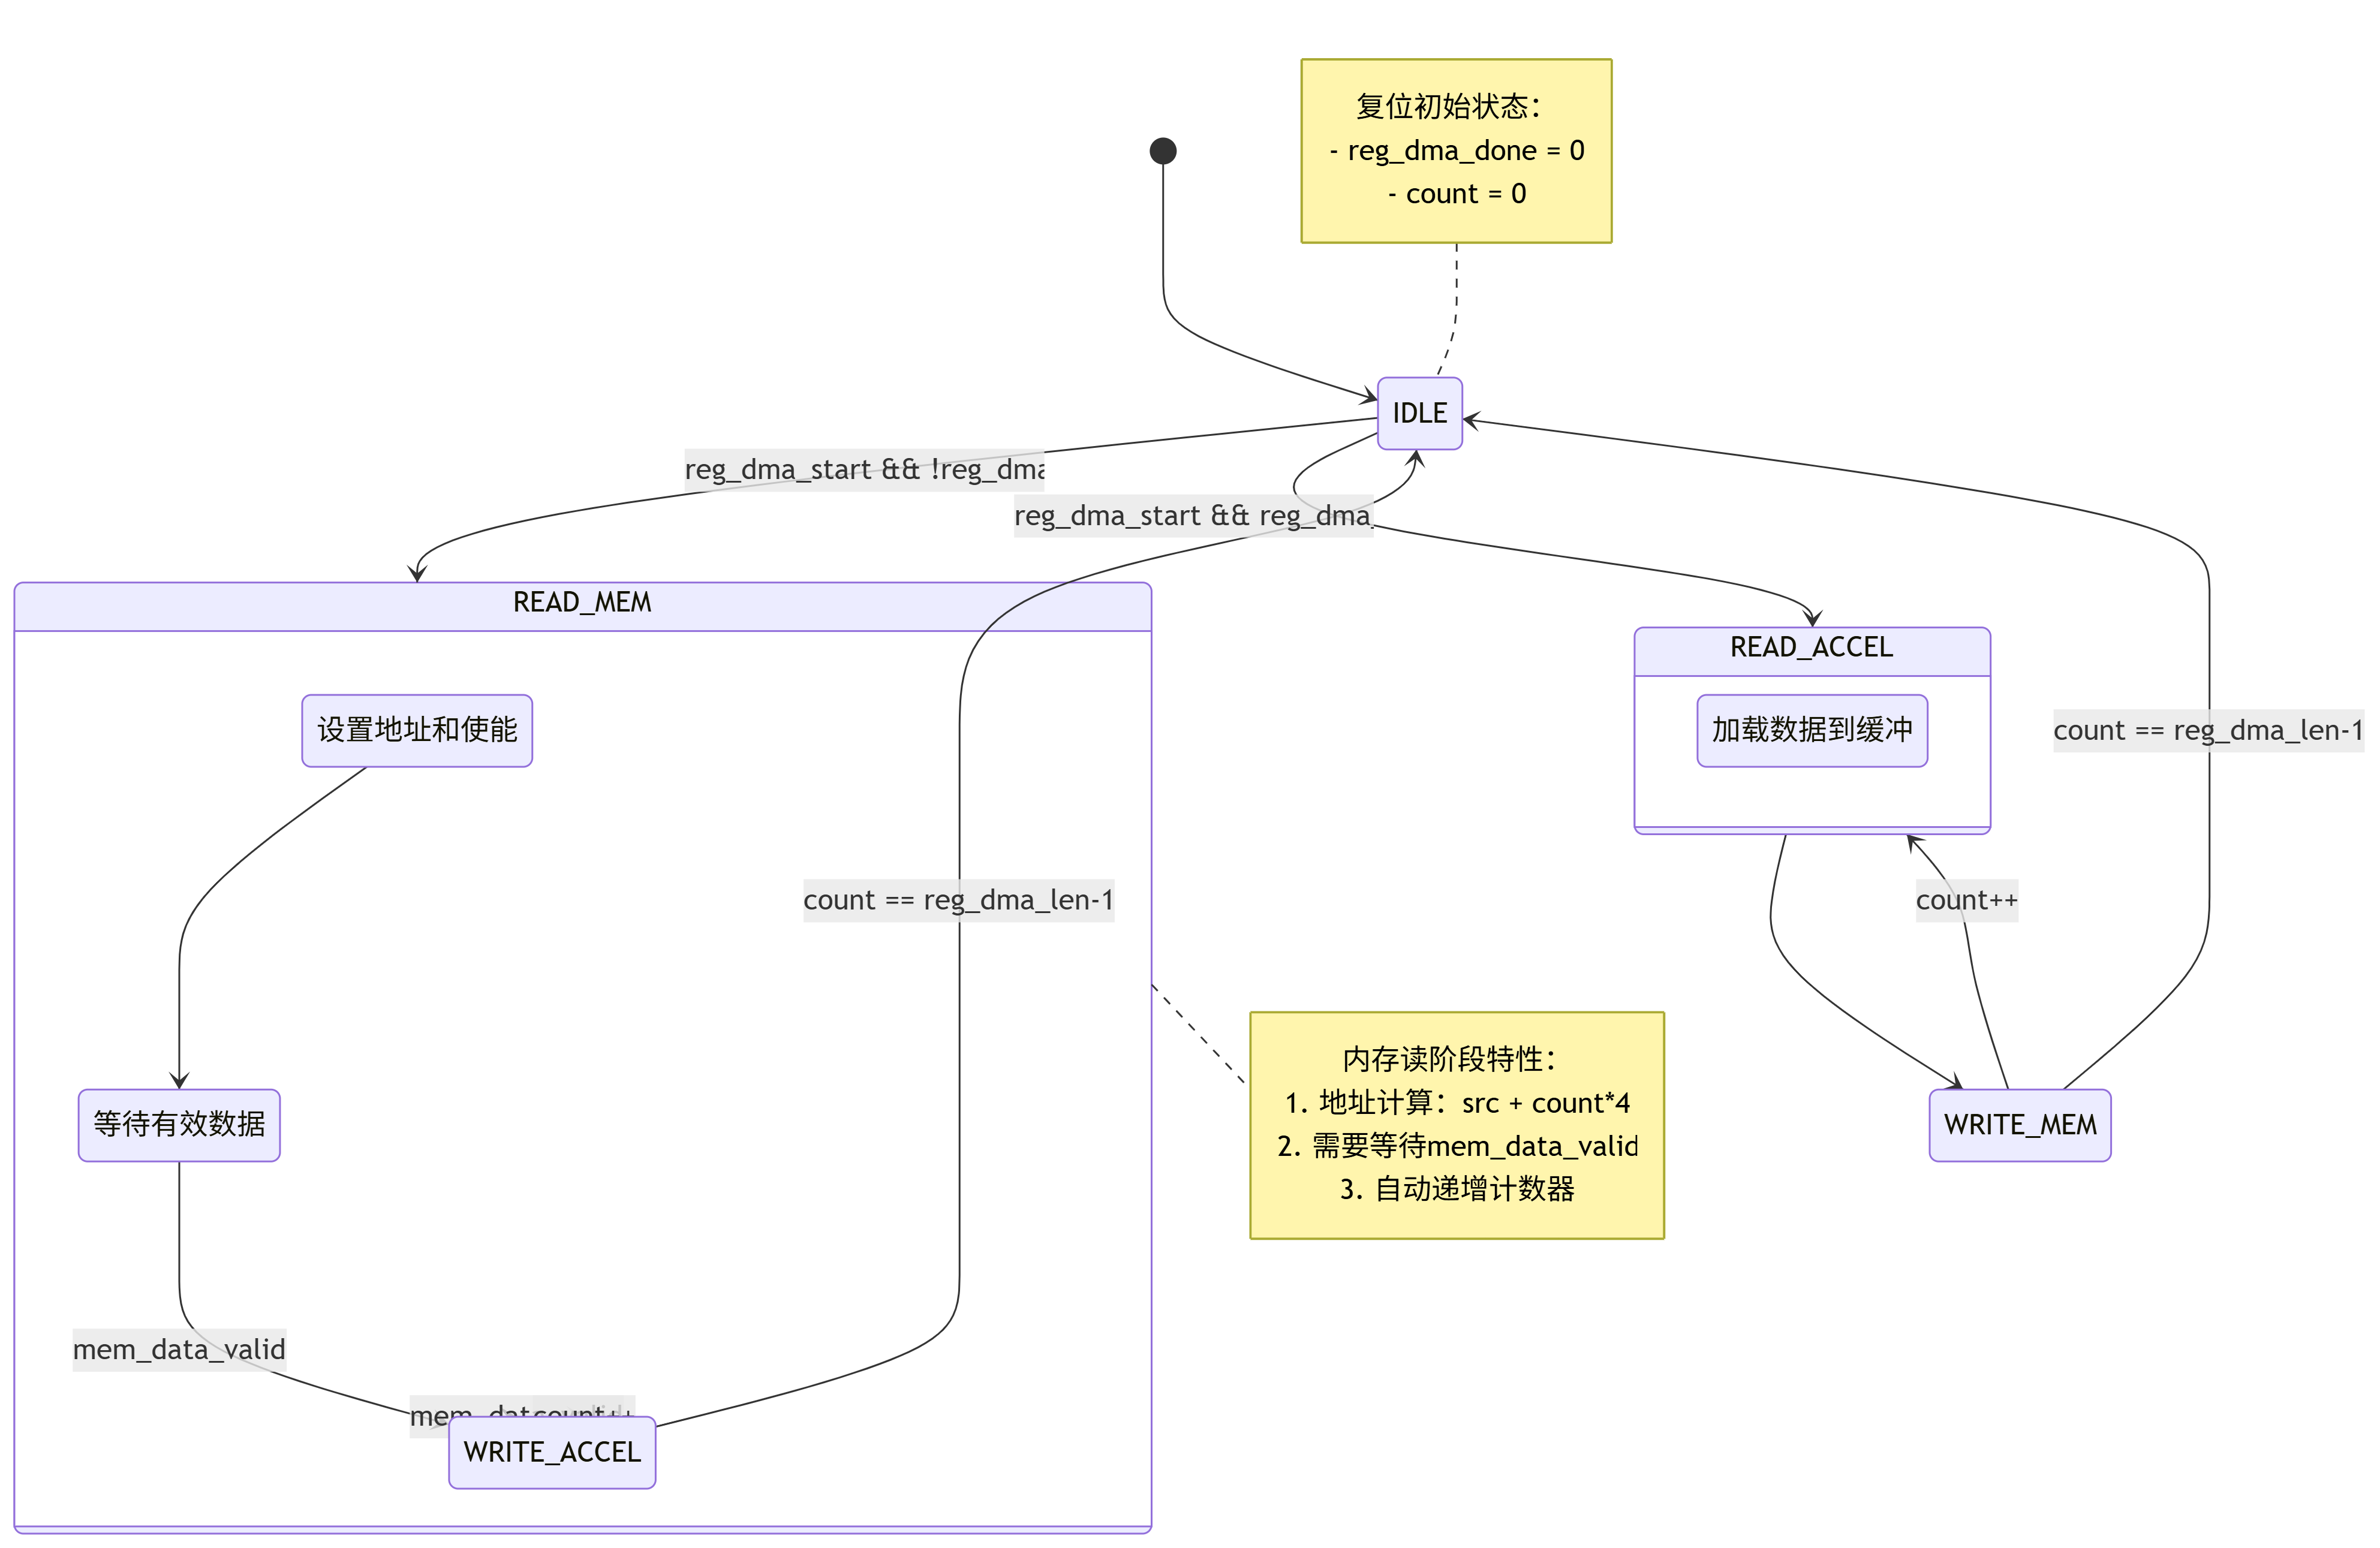 复位初始状态：
- reg_dma_done = 0
- count = 0
IDLE
reg_dma_start && !reg_dma
reg_dma_start && reg_dma_
READ_MEM
READ_ACCEL
设置地址和使能
加载数据到缓冲
count == reg_dma_len-1
count == reg_dma_len-1
count++
内存读阶段特性：
1. 地址计算：src + count*4
2. 需要等待mem_data_valid
3. 自动递增计数器
等待有效数据
WRITE_MEM
mem_data_valid
count++
WRITE_ACCEL